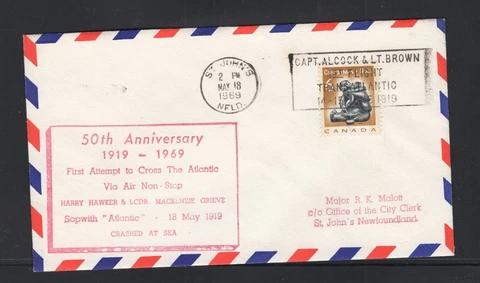 ST. JOHN'S
2 PM
MAY 18
1969
NFLD.
CAPT. ALCOCK & LT. BROWN
FLIGHT
TRANSATLANTIC
1919
CANADA
50th Anniversary
1919 - 1969
First Attempt to Cross The Atlantic
Via Air Non-Stop
HARRY HAWKER & LCDR. MACKENZIE GRIEVE
Sopwith "Atlantic" - 18 May 1919
CRASHED AT SEA
Major R. K. Malott
c/o Office of the City Clerk
St. John's Newfoundland.